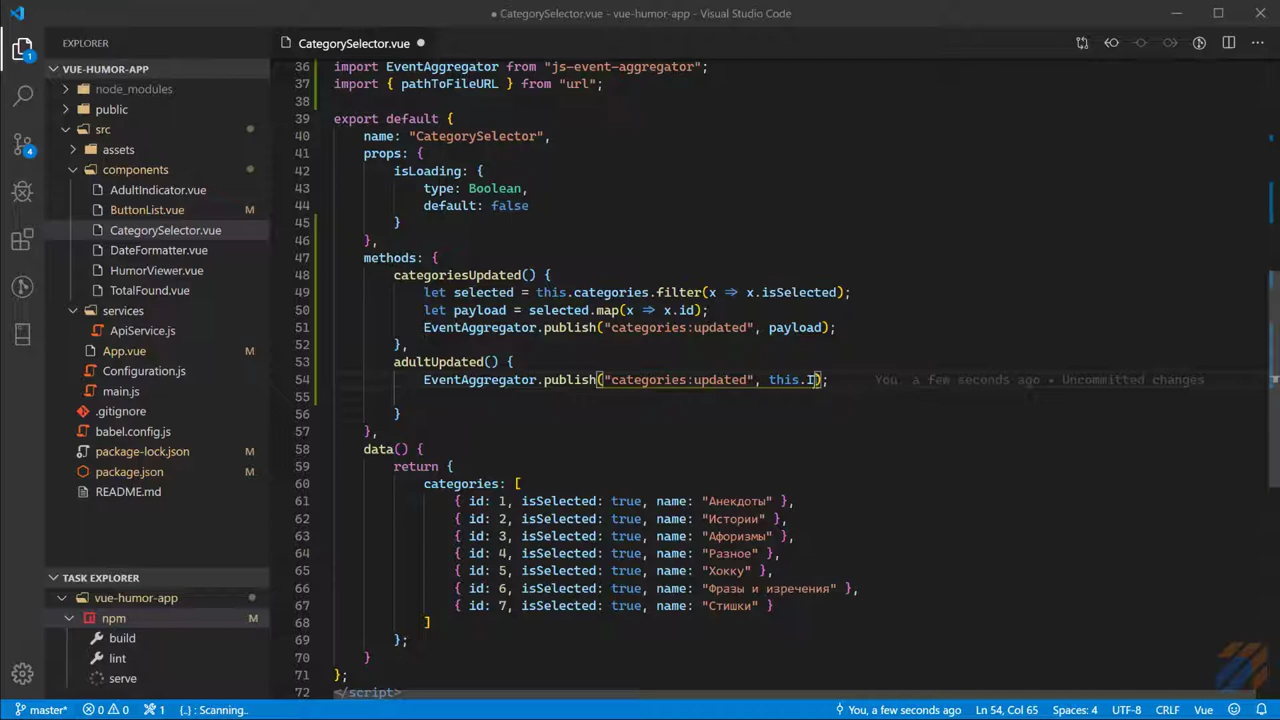 CategorySelector.vue - vue-humor-app - Visual Studio Code
EXPLORER
VUE-HUMOR-APP
node_modules
public
src
assets
components
AdultIndicator.vue
ButtonList.vue M
CategorySelector.vue
DateFormatter.vue
HumorViewer.vue
TotalFound.vue
services
ApiService.js
App.vue
Configuration.js
main.js
.gitignore
babel.config.js
package-lock.json
package.json
README.md
TASK EXPLORER
vue-humor-app
npm M
build
lint
serve
1
4
CategorySelector.vue
36 import EventAggregator from "js-event-aggregator";
37 import { pathToFileURL } from "url";
38
39 export default {
40 name: "CategorySelector",
41 props: {
42 isLoading: {
43 type: Boolean,
44 default: false
45 }
46 },
47 methods: {
48 categoriesUpdated() {
49 let selected = this.categories.filter(x => x.isSelected);
50 let payload = selected.map(x => x.id);
51 EventAggregator.publish("categories:updated", payload);
52 },
53 adultUpdated() {
54 EventAggregator.publish("categories:updated", this.I); You, a few seconds ago • Uncommitted changes
55
56 }
57 },
58 data() {
59 return {
60 categories: [
61 { id: 1, isSelected: true, name: "Анекдоты" },
62 { id: 2, isSelected: true, name: "Истории" },
63 { id: 3, isSelected: true, name: "Афоризмы" },
64 { id: 4, isSelected: true, name: "Разное" },
65 { id: 5, isSelected: true, name: "Хокку" },
66 { id: 6, isSelected: true, name: "Фразы и изречения" },
67 { id: 7, isSelected: true, name: "Стишки" }
68 ]
69 };
70 }
71 };
72 </script>
master* 0 0 1 {..} : Scanning.. You, a few seconds ago Ln 54, Col 65 Spaces: 4 UTF-8 CRLF Vue